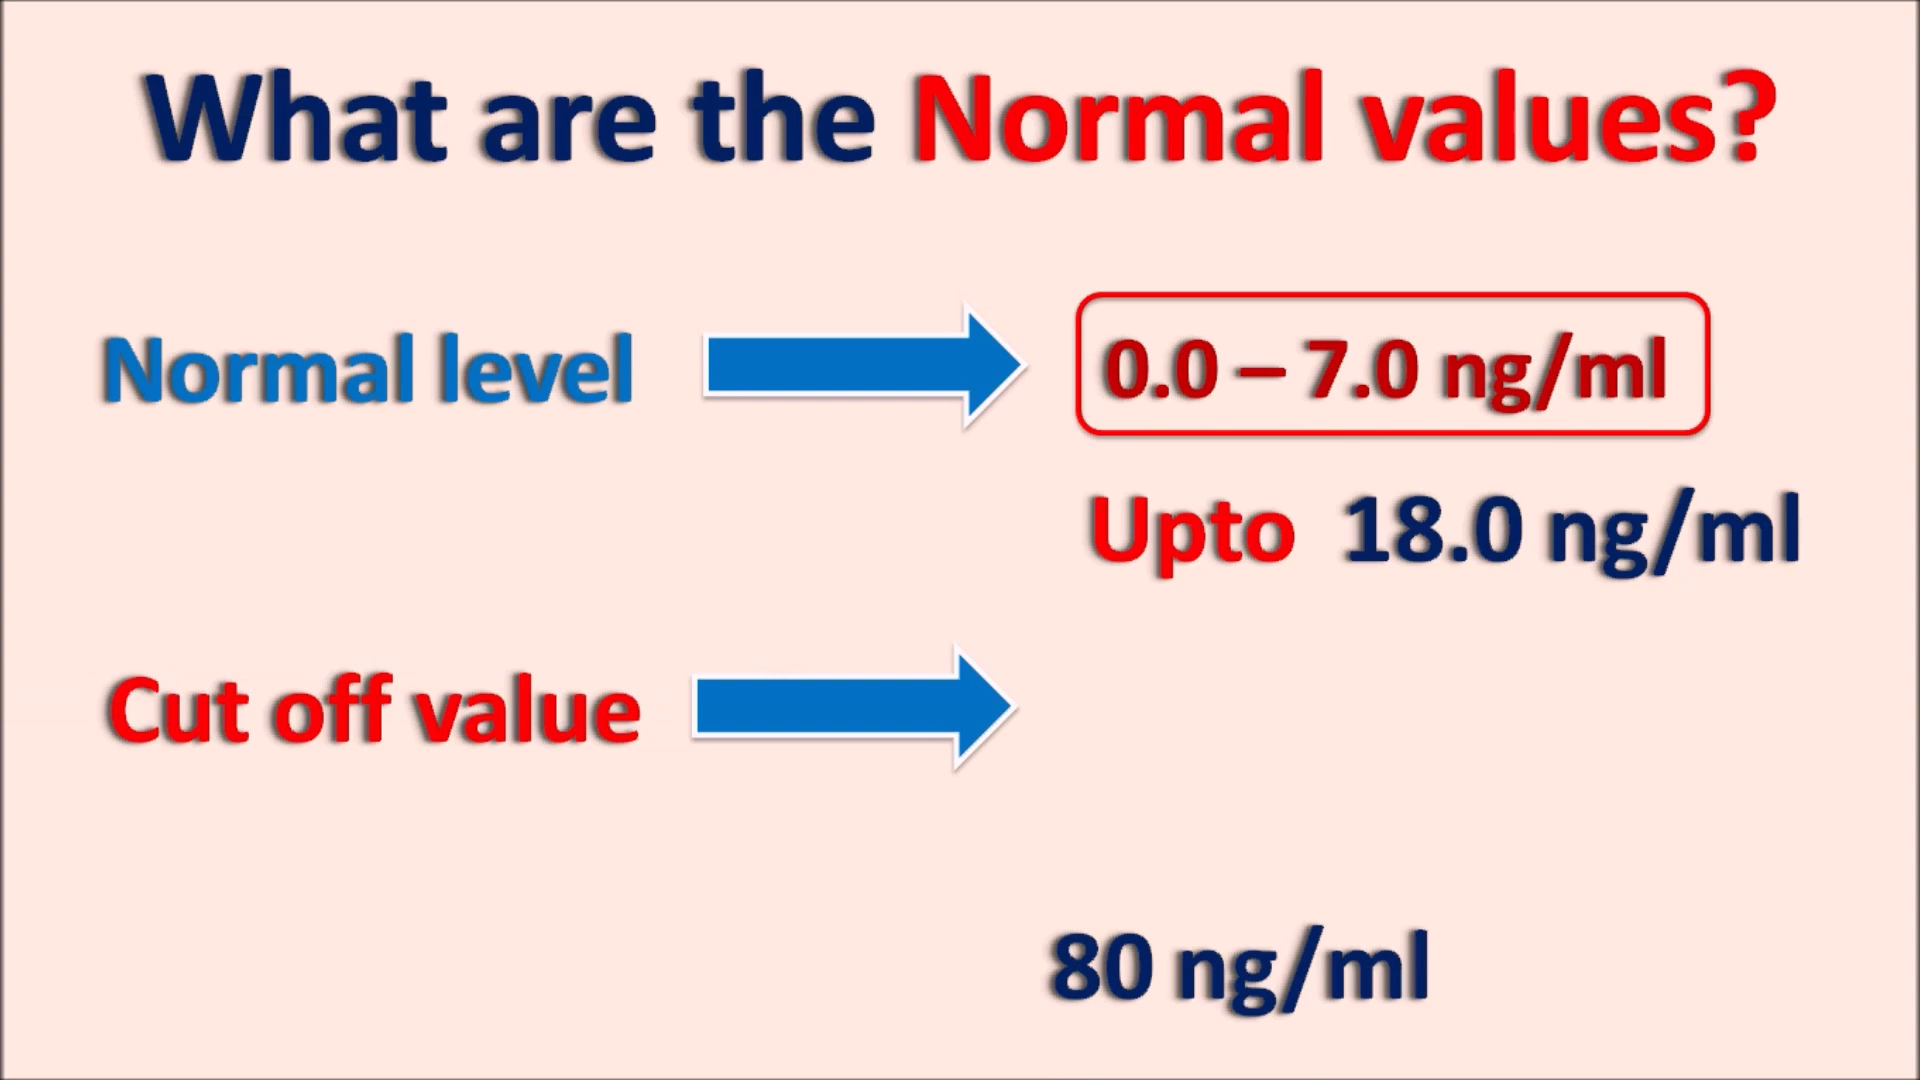 What are the Normal values?
Normal level
0.0 – 7.0 ng/ml
Upto 18.0 ng/ml
Cut off value
80 ng/ml